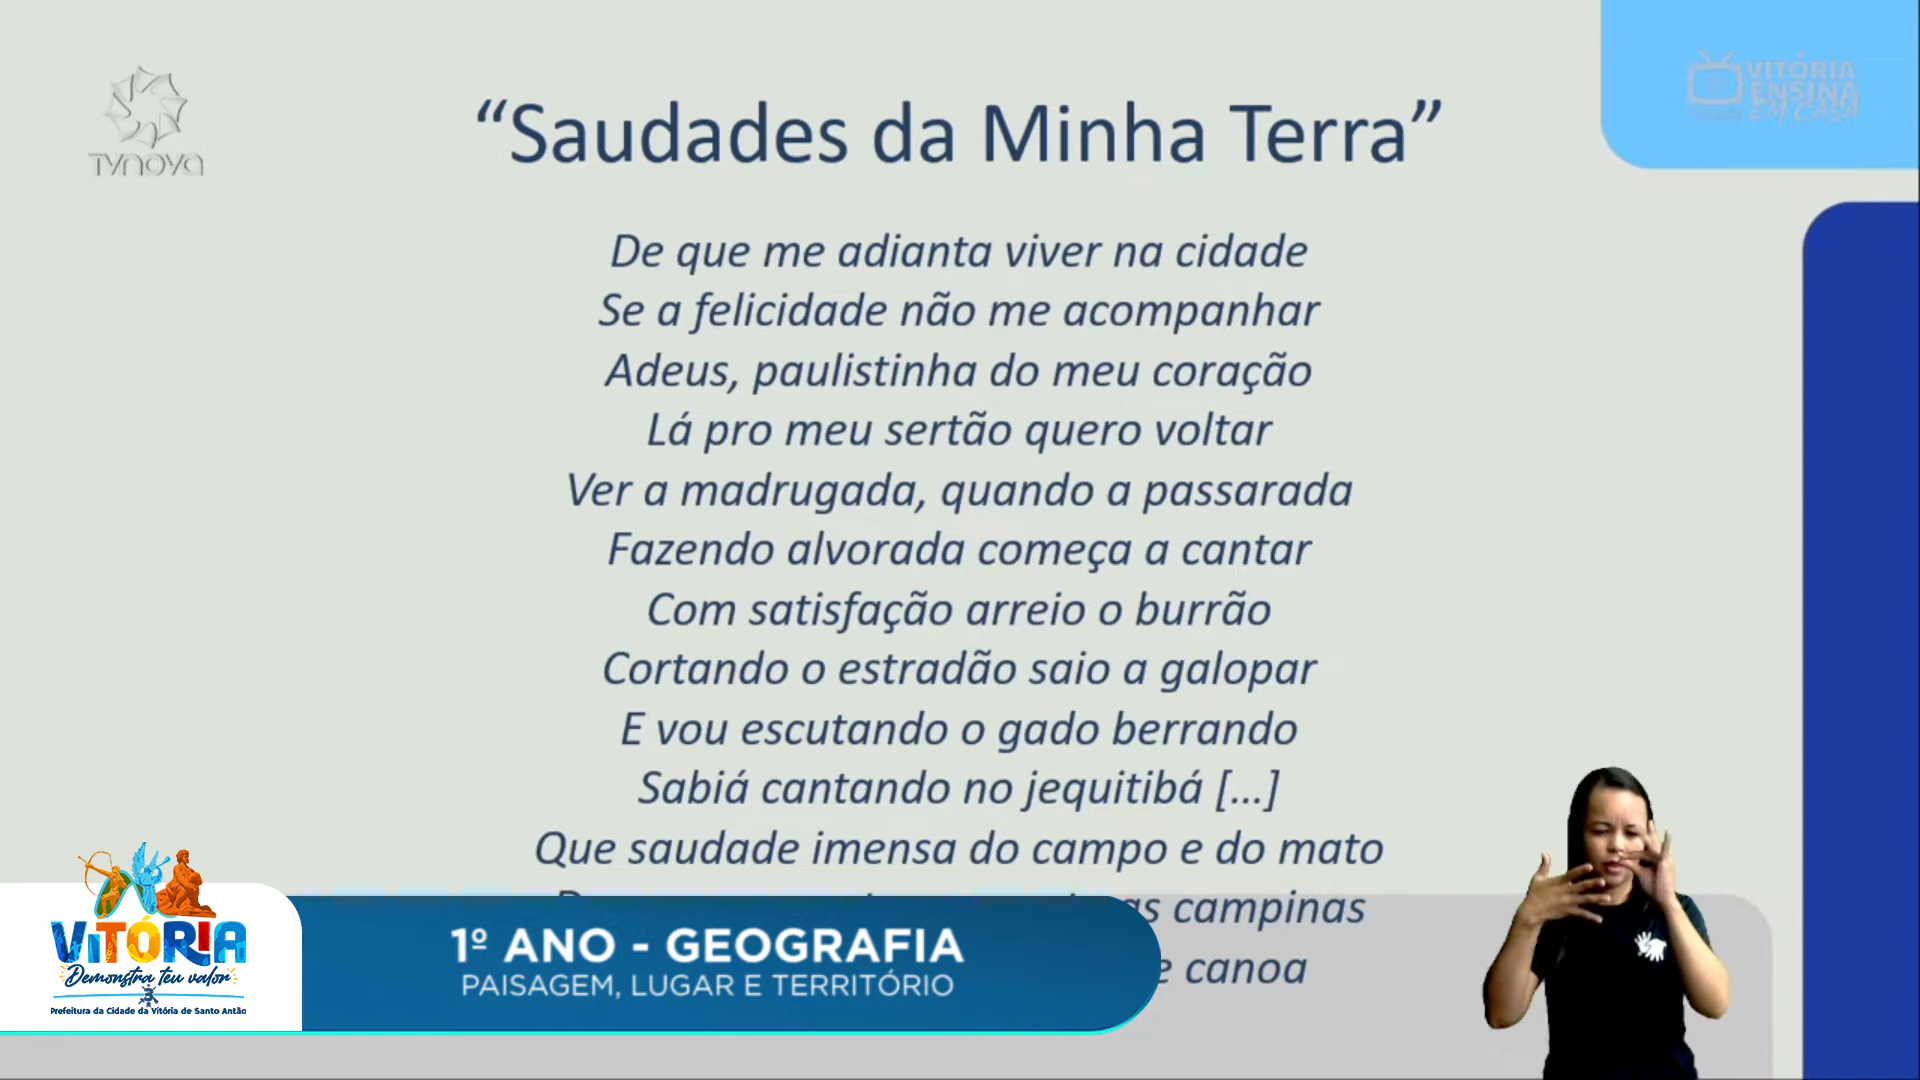 TVNOVA
VITÓRIA
ENSINA
EM CASA
“Saudades da Minha Terra”
De que me adianta viver na cidade
Se a felicidade não me acompanhar
Adeus, paulistinha do meu coração
Lá pro meu sertão quero voltar
Ver a madrugada, quando a passarada
Fazendo alvorada começa a cantar
Com satisfação arreio o burrão
Cortando o estradão saio a galopar
E vou escutando o gado berrando
Sabiá cantando no jequitibá [...]
Que saudade imensa do campo e do mato
campinas
canoa
VITÓRIA
Demonstra teu valor
Prefeitura da Cidade da Vitória de Santo Antão
1º ANO - GEOGRAFIA
PAISAGEM, LUGAR E TERRITÓRIO